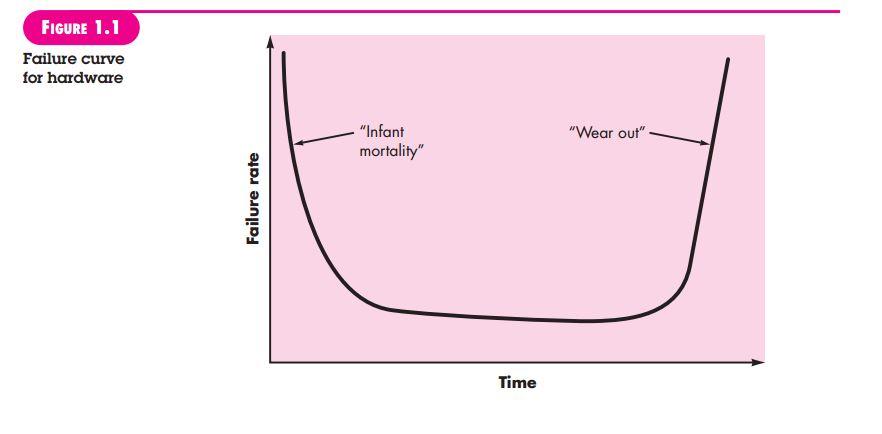 FIGURE 1.1
Failure curve
for hardware
"Infant
mortality"
"Wear out"
Failure rate
Time